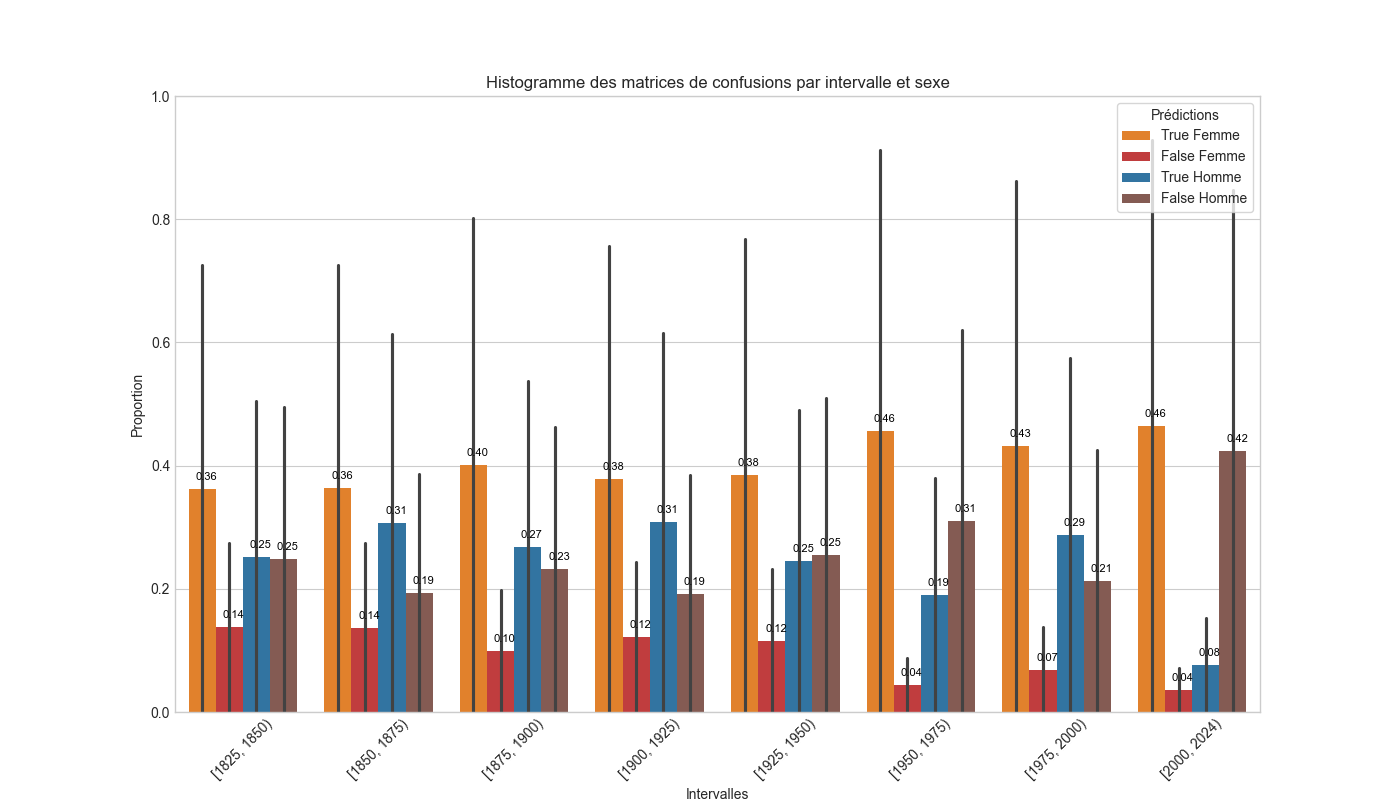 Histogramme des matrices de confusions par intervalle et sexe
Prédictions
True Femme
False Femme
True Homme
False Homme
Proportion
1.0
0.8
0.6
0.4
0.2
0.0
0.36 0.14 0.25 0.25
0.36 0.14 0.31 0.19
0.40 0.10 0.27 0.23
0.38 0.12 0.31 0.19
0.38 0.12 0.25 0.25
0.46 0.04 0.19 0.31
0.43 0.07 0.29 0.21
0.46 0.04 0.08 0.42
[1825, 1850)
[1850, 1875)
[1875, 1900)
[1900, 1925)
[1925, 1950)
[1950, 1975)
[1975, 2000)
[2000, 2024)
Intervalles